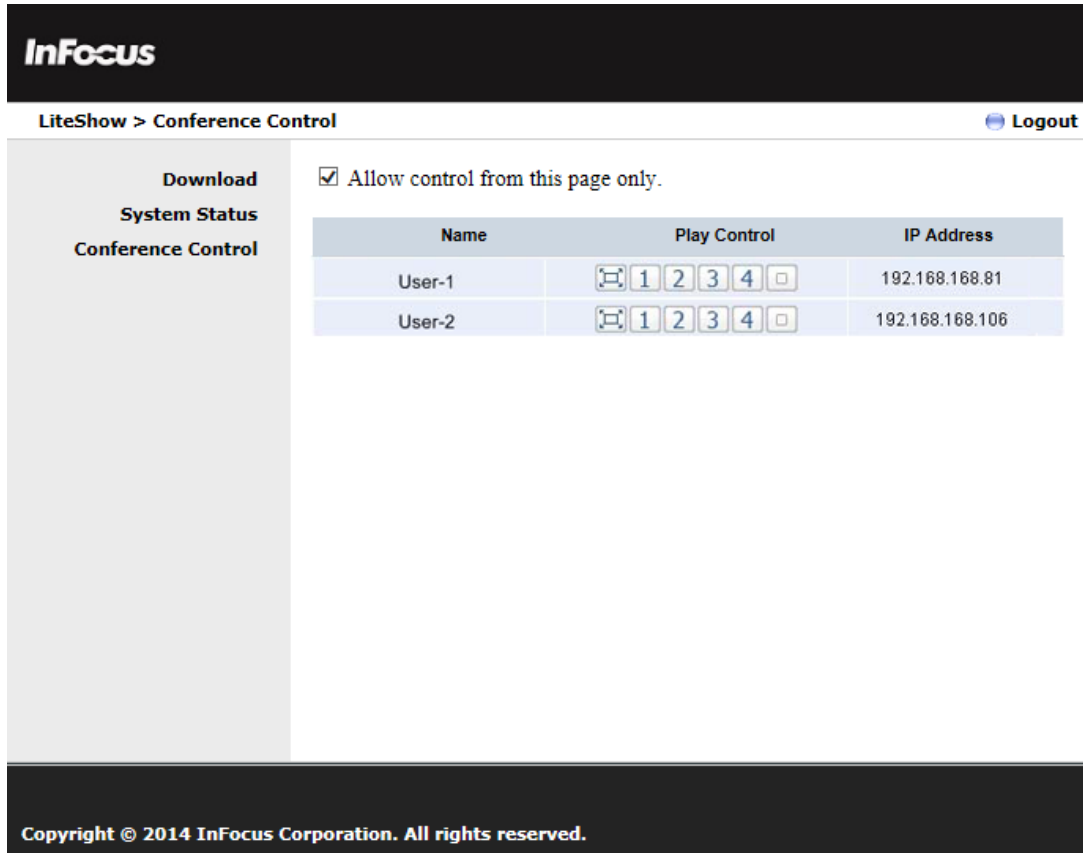 InFocus
LiteShow > Conference Control
Logout
Download
System Status
Conference Control
Allow control from this page only.
Name Play Control IP Address
User-1 1 2 3 4 192.168.168.81
User-2 1 2 3 4 192.168.168.106
Copyright © 2014 InFocus Corporation. All rights reserved.